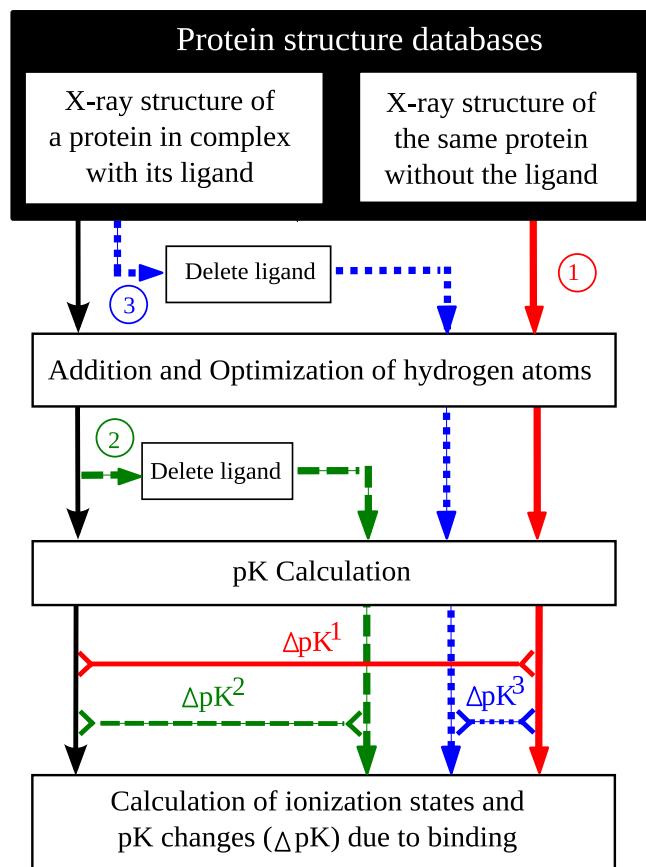 Protein structure databases
X-ray structure of
a protein in complex
with its ligand
X-ray structure of
the same protein
without the ligand
Delete ligand
1
3
Addition and Optimization of hydrogen atoms
2
Delete ligand
pK Calculation
ΔpK¹
ΔpK²
ΔpK³
Calculation of ionization states and
pK changes (ΔpK) due to binding